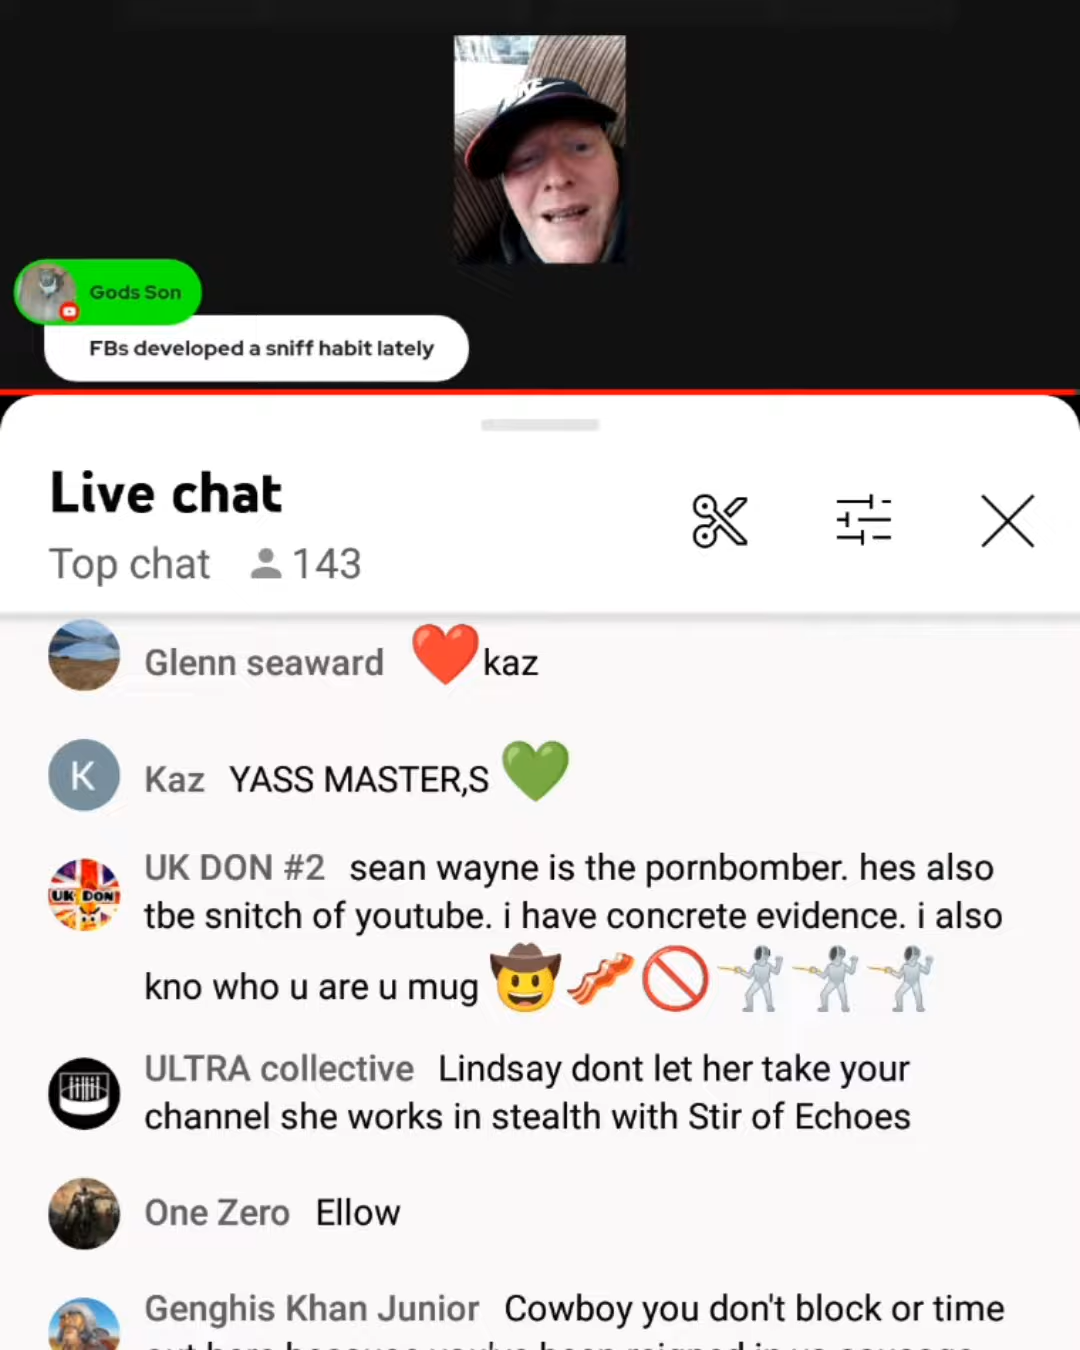 Gods Son
FBs developed a sniff habit lately
Live chat
Top chat 143
Glenn seaward ❤️kaz
K
Kaz YASS MASTER,S 💚
UK DON
UK DON #2 sean wayne is the pornbomber. hes also
tbe snitch of youtube. i have concrete evidence. i also
kno who u are u mug 🤠🥓🚫🤺🤺🤺
ULTRA collective Lindsay dont let her take your
channel she works in stealth with Stir of Echoes
One Zero Ellow
Genghis Khan Junior Cowboy you don't block or time